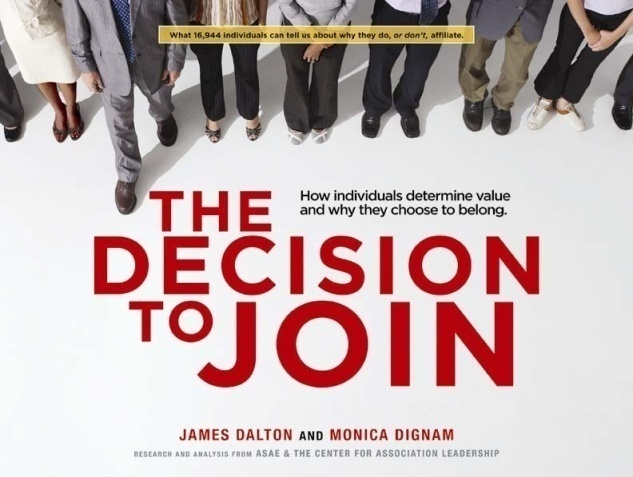 What 16,944 individuals can tell us about why they do, or don't, affiliate.
How individuals determine value
and why they choose to belong.
THE
DECISION
TO JOIN
JAMES DALTON AND MONICA DIGNAM
RESEARCH AND ANALYSIS FROM ASAE & THE CENTER FOR ASSOCIATION LEADERSHIP